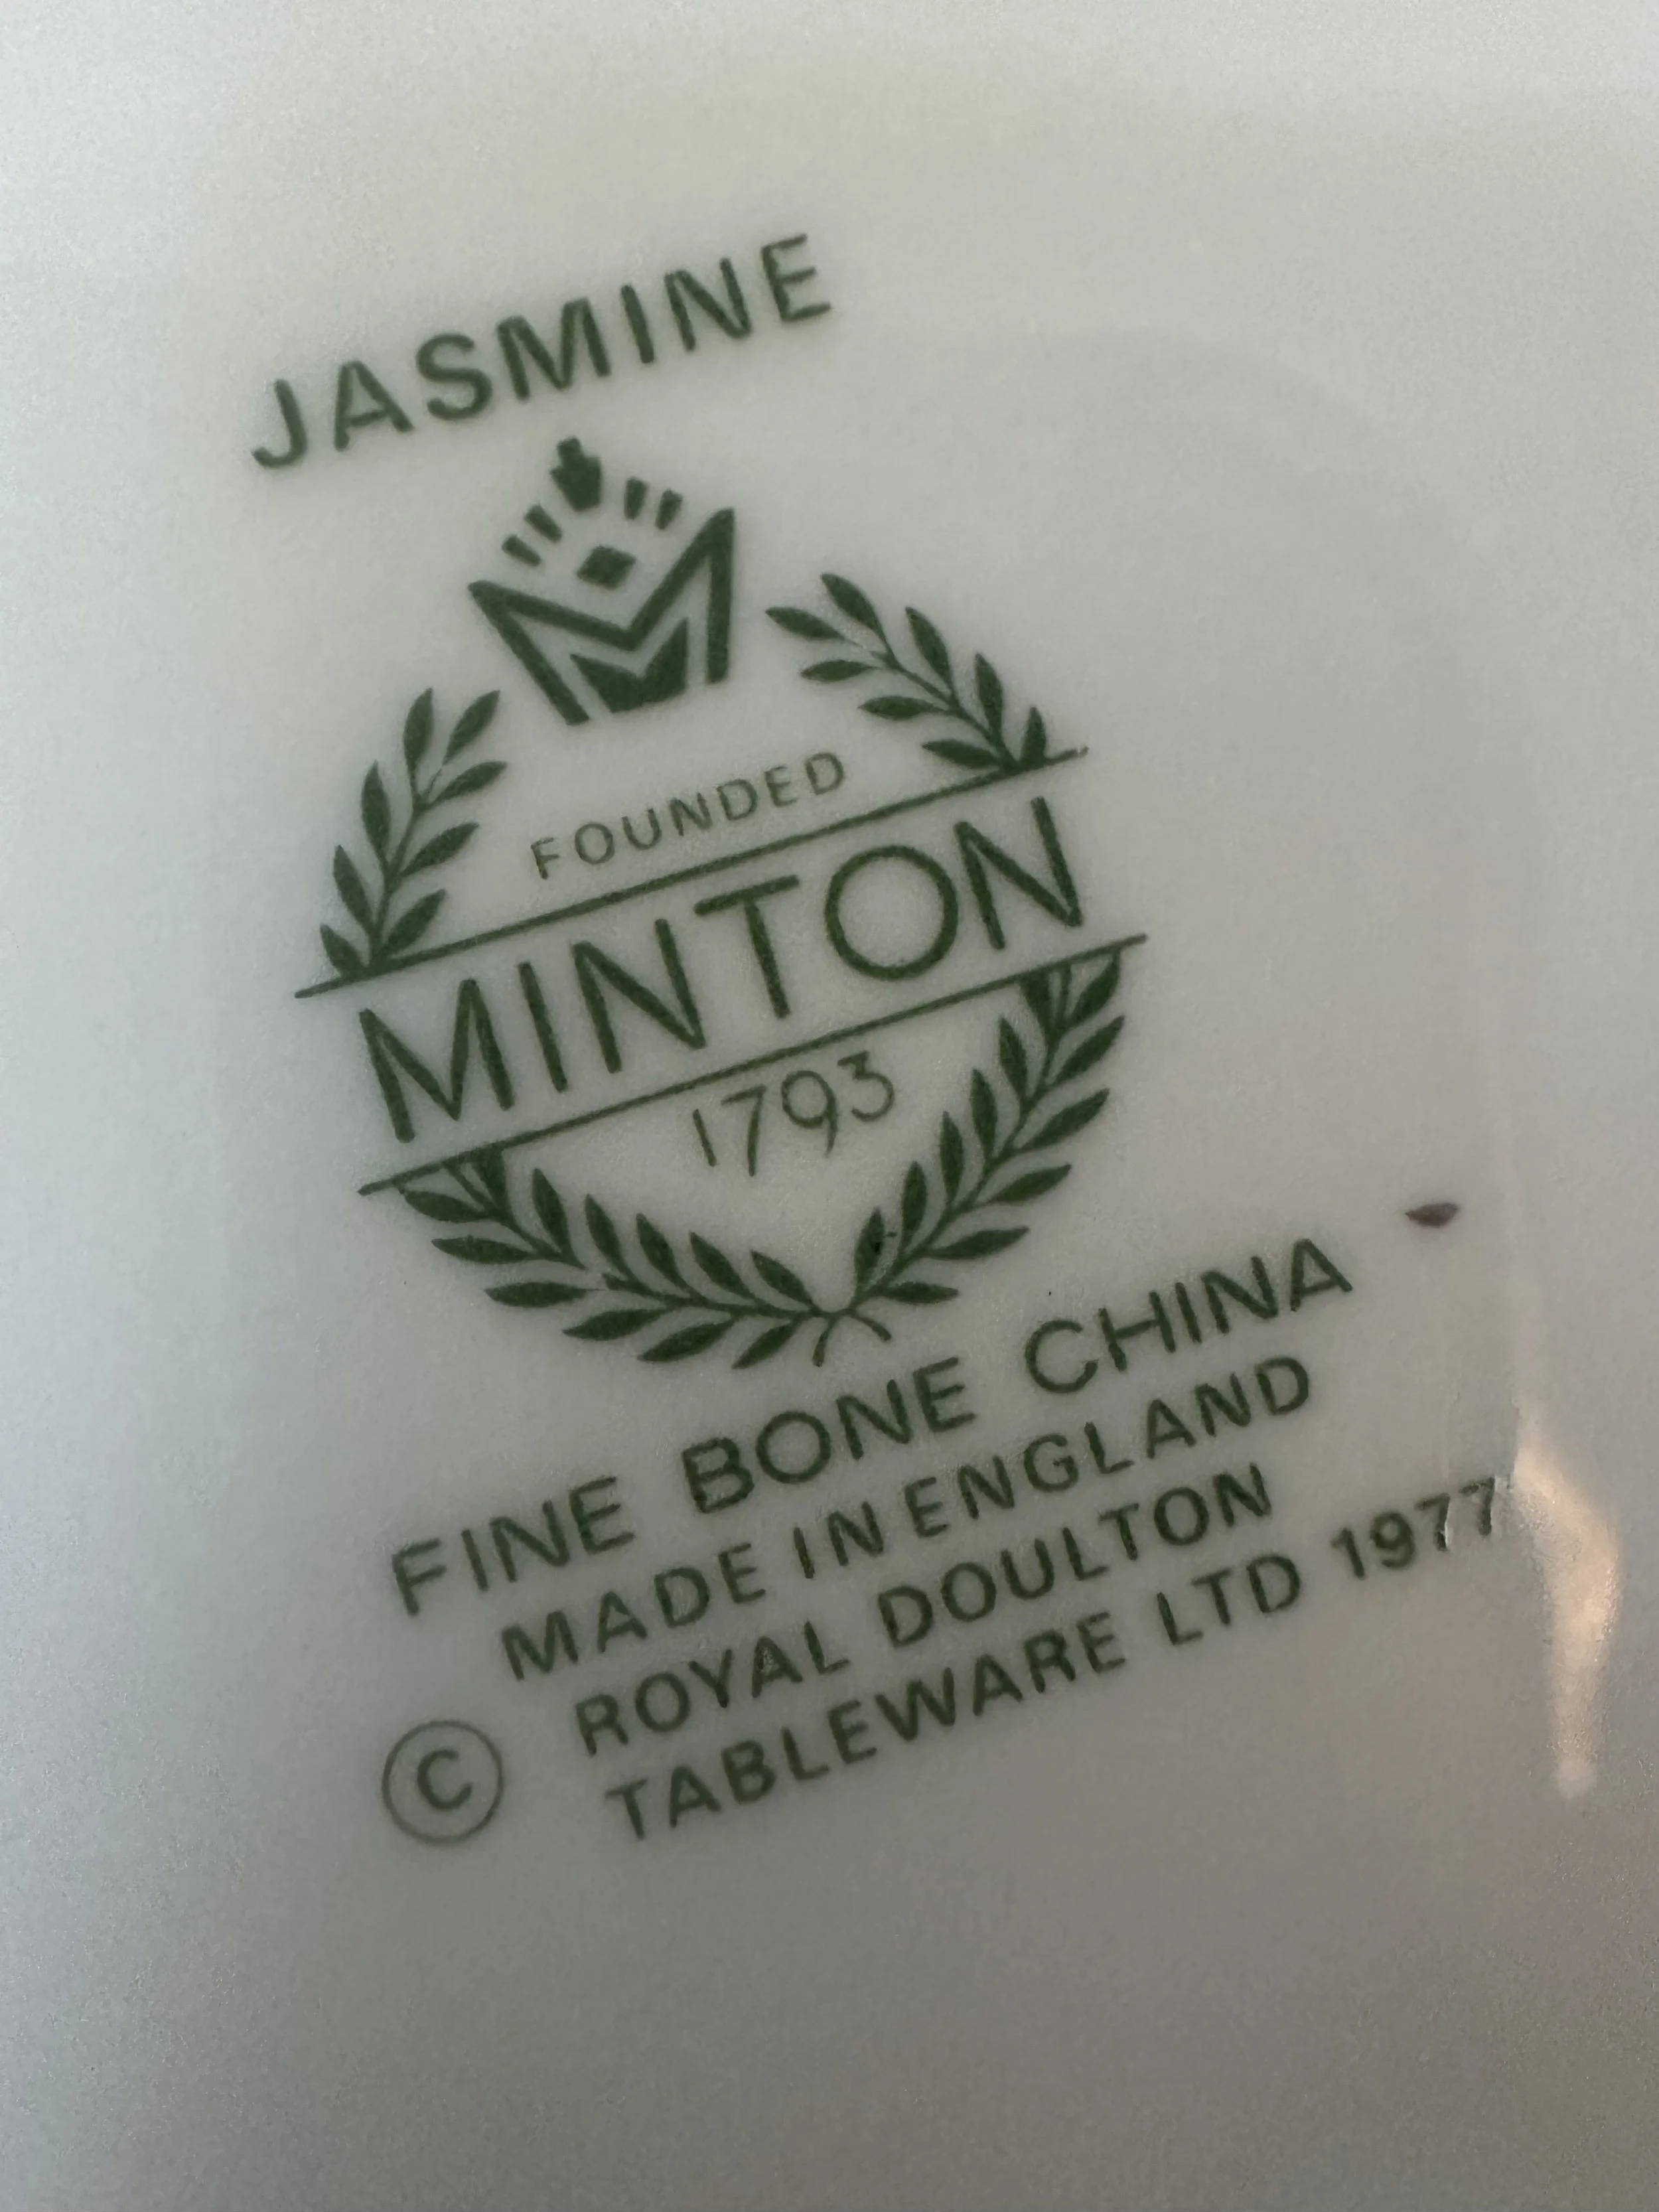 JASMINE
M
FOUNDED
MINTON
1793
FINE BONE CHINA
MADE IN ENGLAND
© ROYAL DOULTON
TABLEWARE LTD 1977